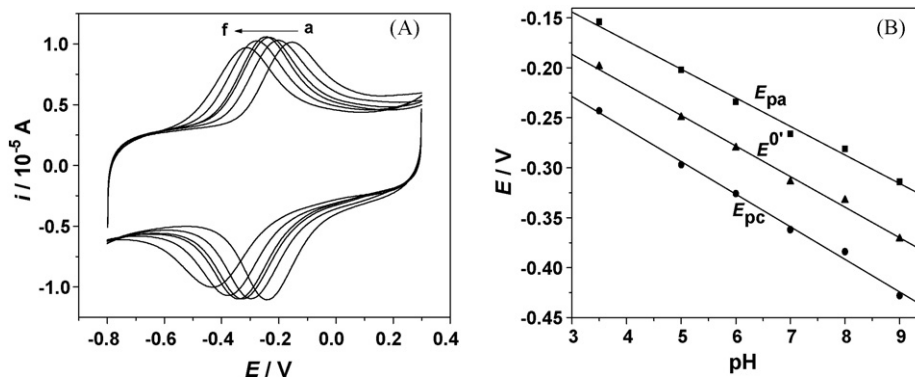 (A)
f a
1.0
0.5
0.0
-0.5
-1.0
i / 10⁻⁵ A
-0.8 -0.6 -0.4 -0.2 0.0 0.2 0.4
E / V
(B)
-0.15
-0.20
-0.25
-0.30
-0.35
-0.40
-0.45
E / V
Epa
E0'
Epc
3 4 5 6 7 8 9
pH